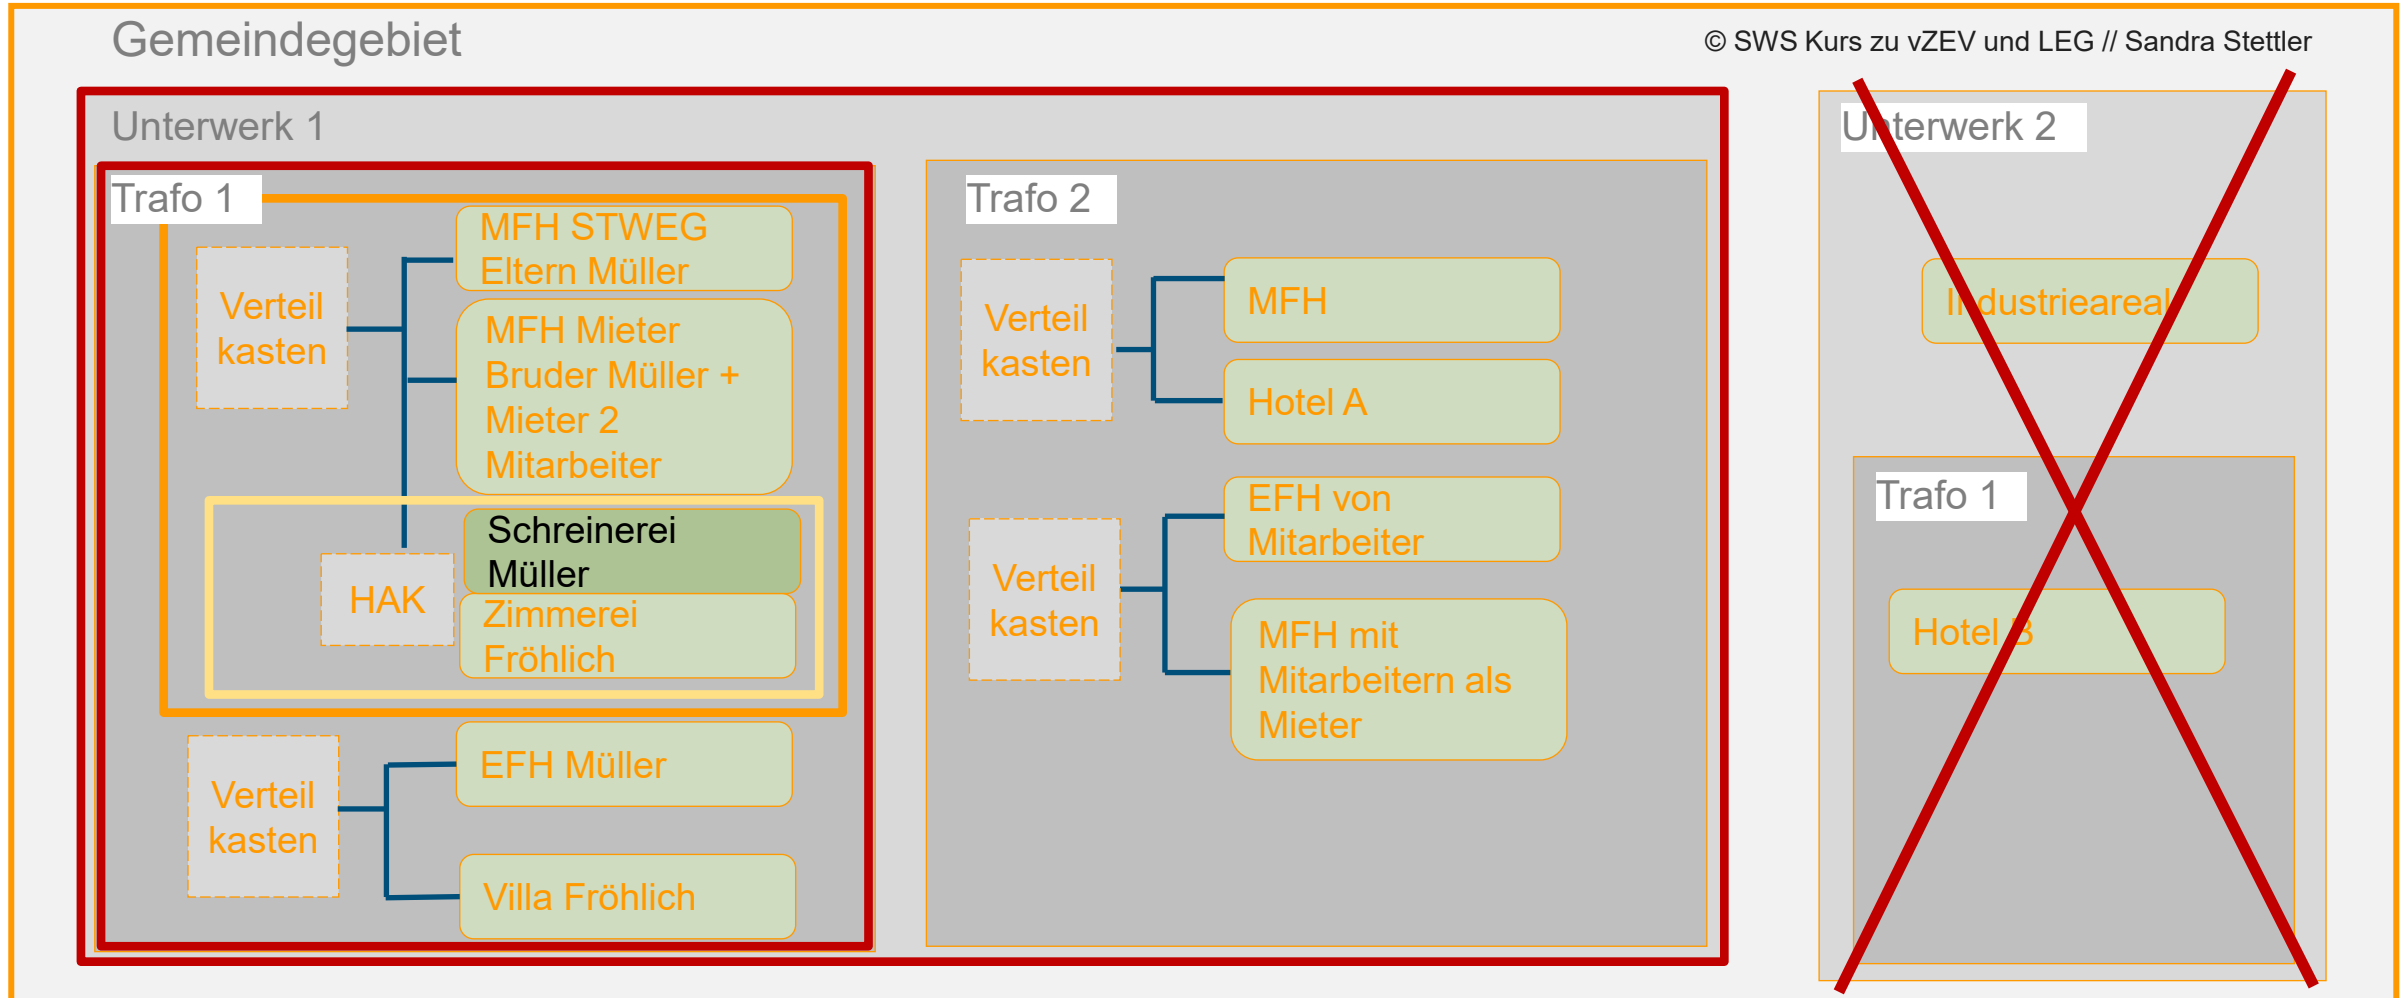 Gemeindegebiet
© SWS Kurs zu vZEV und LEG // Sandra Stettler
Unterwerk 1
Trafo 1
Verteil
kasten
MFH STWEG
Eltern Müller
MFH Mieter
Bruder Müller +
Mieter 2
Mitarbeiter
HAK
Schreinerei
Müller
Zimmerei
Fröhlich
Verteil
kasten
EFH Müller
Villa Fröhlich
Trafo 2
Verteil
kasten
MFH
Hotel A
Verteil
kasten
EFH von
Mitarbeiter
MFH mit
Mitarbeitern als
Mieter
Unterwerk 2
Industrieareal
Trafo 1
Hotel B